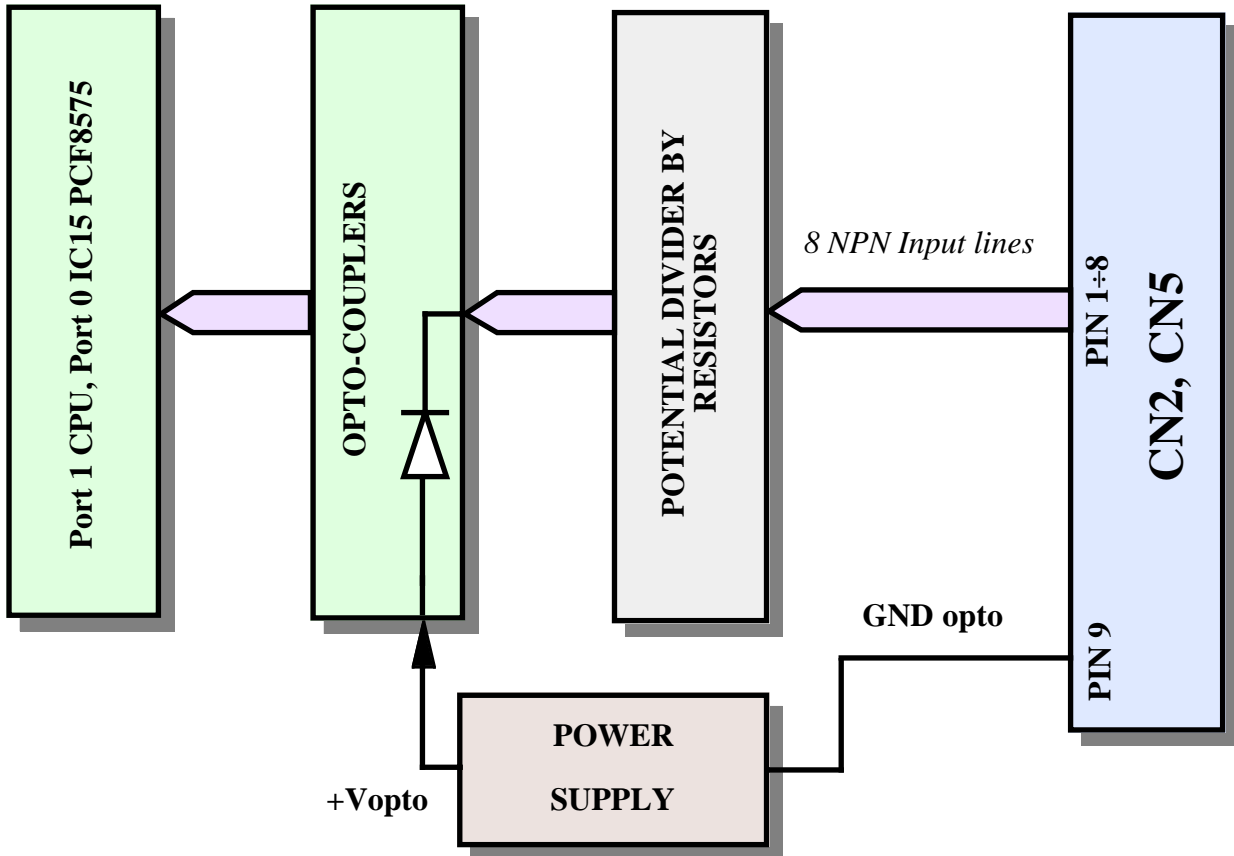 Port 1 CPU, Port 0 IC15 PCF8575
OPTO-COUPLERS
POTENTIAL DIVIDER BY
RESISTORS
8 NPN Input lines
PIN 1÷8
CN2, CN5
PIN 9
GND opto
POWER
SUPPLY
+Vopto